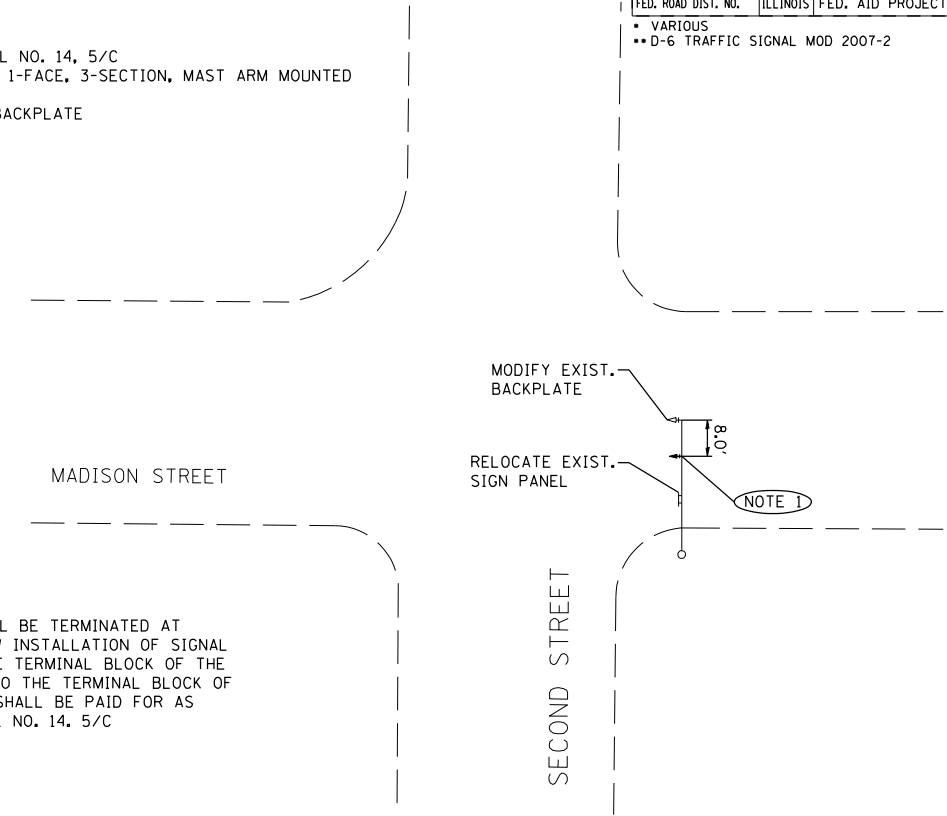 FED. ROAD DIST. NO. ILLINOIS FED. AID PROJECT
* VARIOUS
** D-6 TRAFFIC SIGNAL MOD 2007-2
NO. 14, 5/C
1-FACE, 3-SECTION, MAST ARM MOUNTED
BACKPLATE
MODIFY EXIST.
BACKPLATE
8.0'
RELOCATE EXIST.
SIGN PANEL
NOTE 1
MADISON STREET
SECOND STREET
BE TERMINATED AT
INSTALLATION OF SIGNAL
TERMINAL BLOCK OF THE
THE TERMINAL BLOCK OF
SHALL BE PAID FOR AS
NO. 14. 5/C